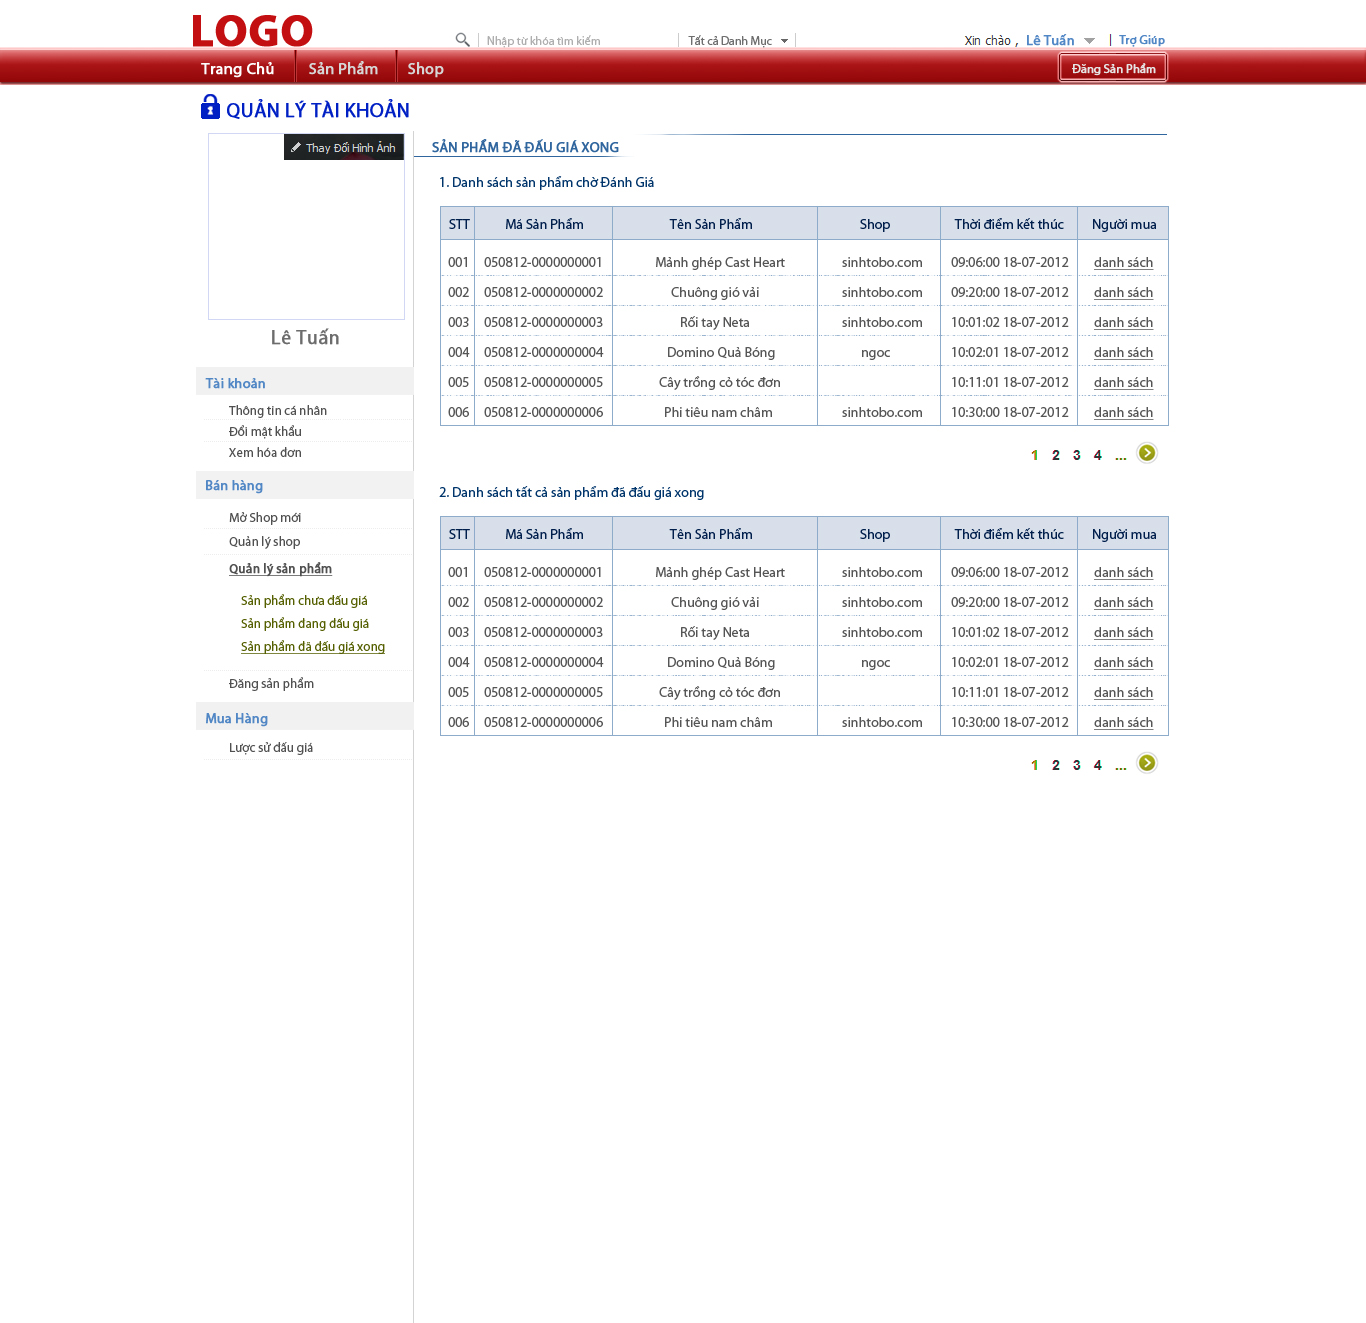 LOGO
Nhập từ khóa tìm kiếm
Tất cả Danh Mục
Xin chào , Lê Tuấn
Trợ Giúp
Trang Chủ
Sản Phẩm
Shop
Đăng Sản Phẩm
QUẢN LÝ TÀI KHOẢN
Thay Đổi Hình Ảnh
Lê Tuấn
Tài khoản
Thông tin cá nhân
Đổi mật khẩu
Xem hóa đơn
Bán hàng
Mở Shop mới
Quản lý shop
Quản lý sản phẩm
Sản phẩm chưa đấu giá
Sản phẩm đang đấu giá
Sản phẩm đã đấu giá xong
Đăng sản phẩm
Mua Hàng
Lược sử đấu giá
SẢN PHẨM ĐÃ ĐẤU GIÁ XONG
1. Danh sách sản phẩm chờ Đánh Giá
STT Mã Sản Phẩm Tên Sản Phẩm Shop Thời điểm kết thúc Người mua
001 050812-0000000001 Mảnh ghép Cast Heart sinhtobo.com 09:06:00 18-07-2012 danh sách
002 050812-0000000002 Chuông gió vải sinhtobo.com 09:20:00 18-07-2012 danh sách
003 050812-0000000003 Rối tay Neta sinhtobo.com 10:01:02 18-07-2012 danh sách
004 050812-0000000004 Domino Quả Bóng ngoc 10:02:01 18-07-2012 danh sách
005 050812-0000000005 Cây trồng cỏ tóc đơn 10:11:01 18-07-2012 danh sách
006 050812-0000000006 Phi tiêu nam châm sinhtobo.com 10:30:00 18-07-2012 danh sách
1 2 3 4 ...
2. Danh sách tất cả sản phẩm đã đấu giá xong
STT Mã Sản Phẩm Tên Sản Phẩm Shop Thời điểm kết thúc Người mua
001 050812-0000000001 Mảnh ghép Cast Heart sinhtobo.com 09:06:00 18-07-2012 danh sách
002 050812-0000000002 Chuông gió vải sinhtobo.com 09:20:00 18-07-2012 danh sách
003 050812-0000000003 Rối tay Neta sinhtobo.com 10:01:02 18-07-2012 danh sách
004 050812-0000000004 Domino Quả Bóng ngoc 10:02:01 18-07-2012 danh sách
005 050812-0000000005 Cây trồng cỏ tóc đơn 10:11:01 18-07-2012 danh sách
006 050812-0000000006 Phi tiêu nam châm sinhtobo.com 10:30:00 18-07-2012 danh sách
1 2 3 4 ...